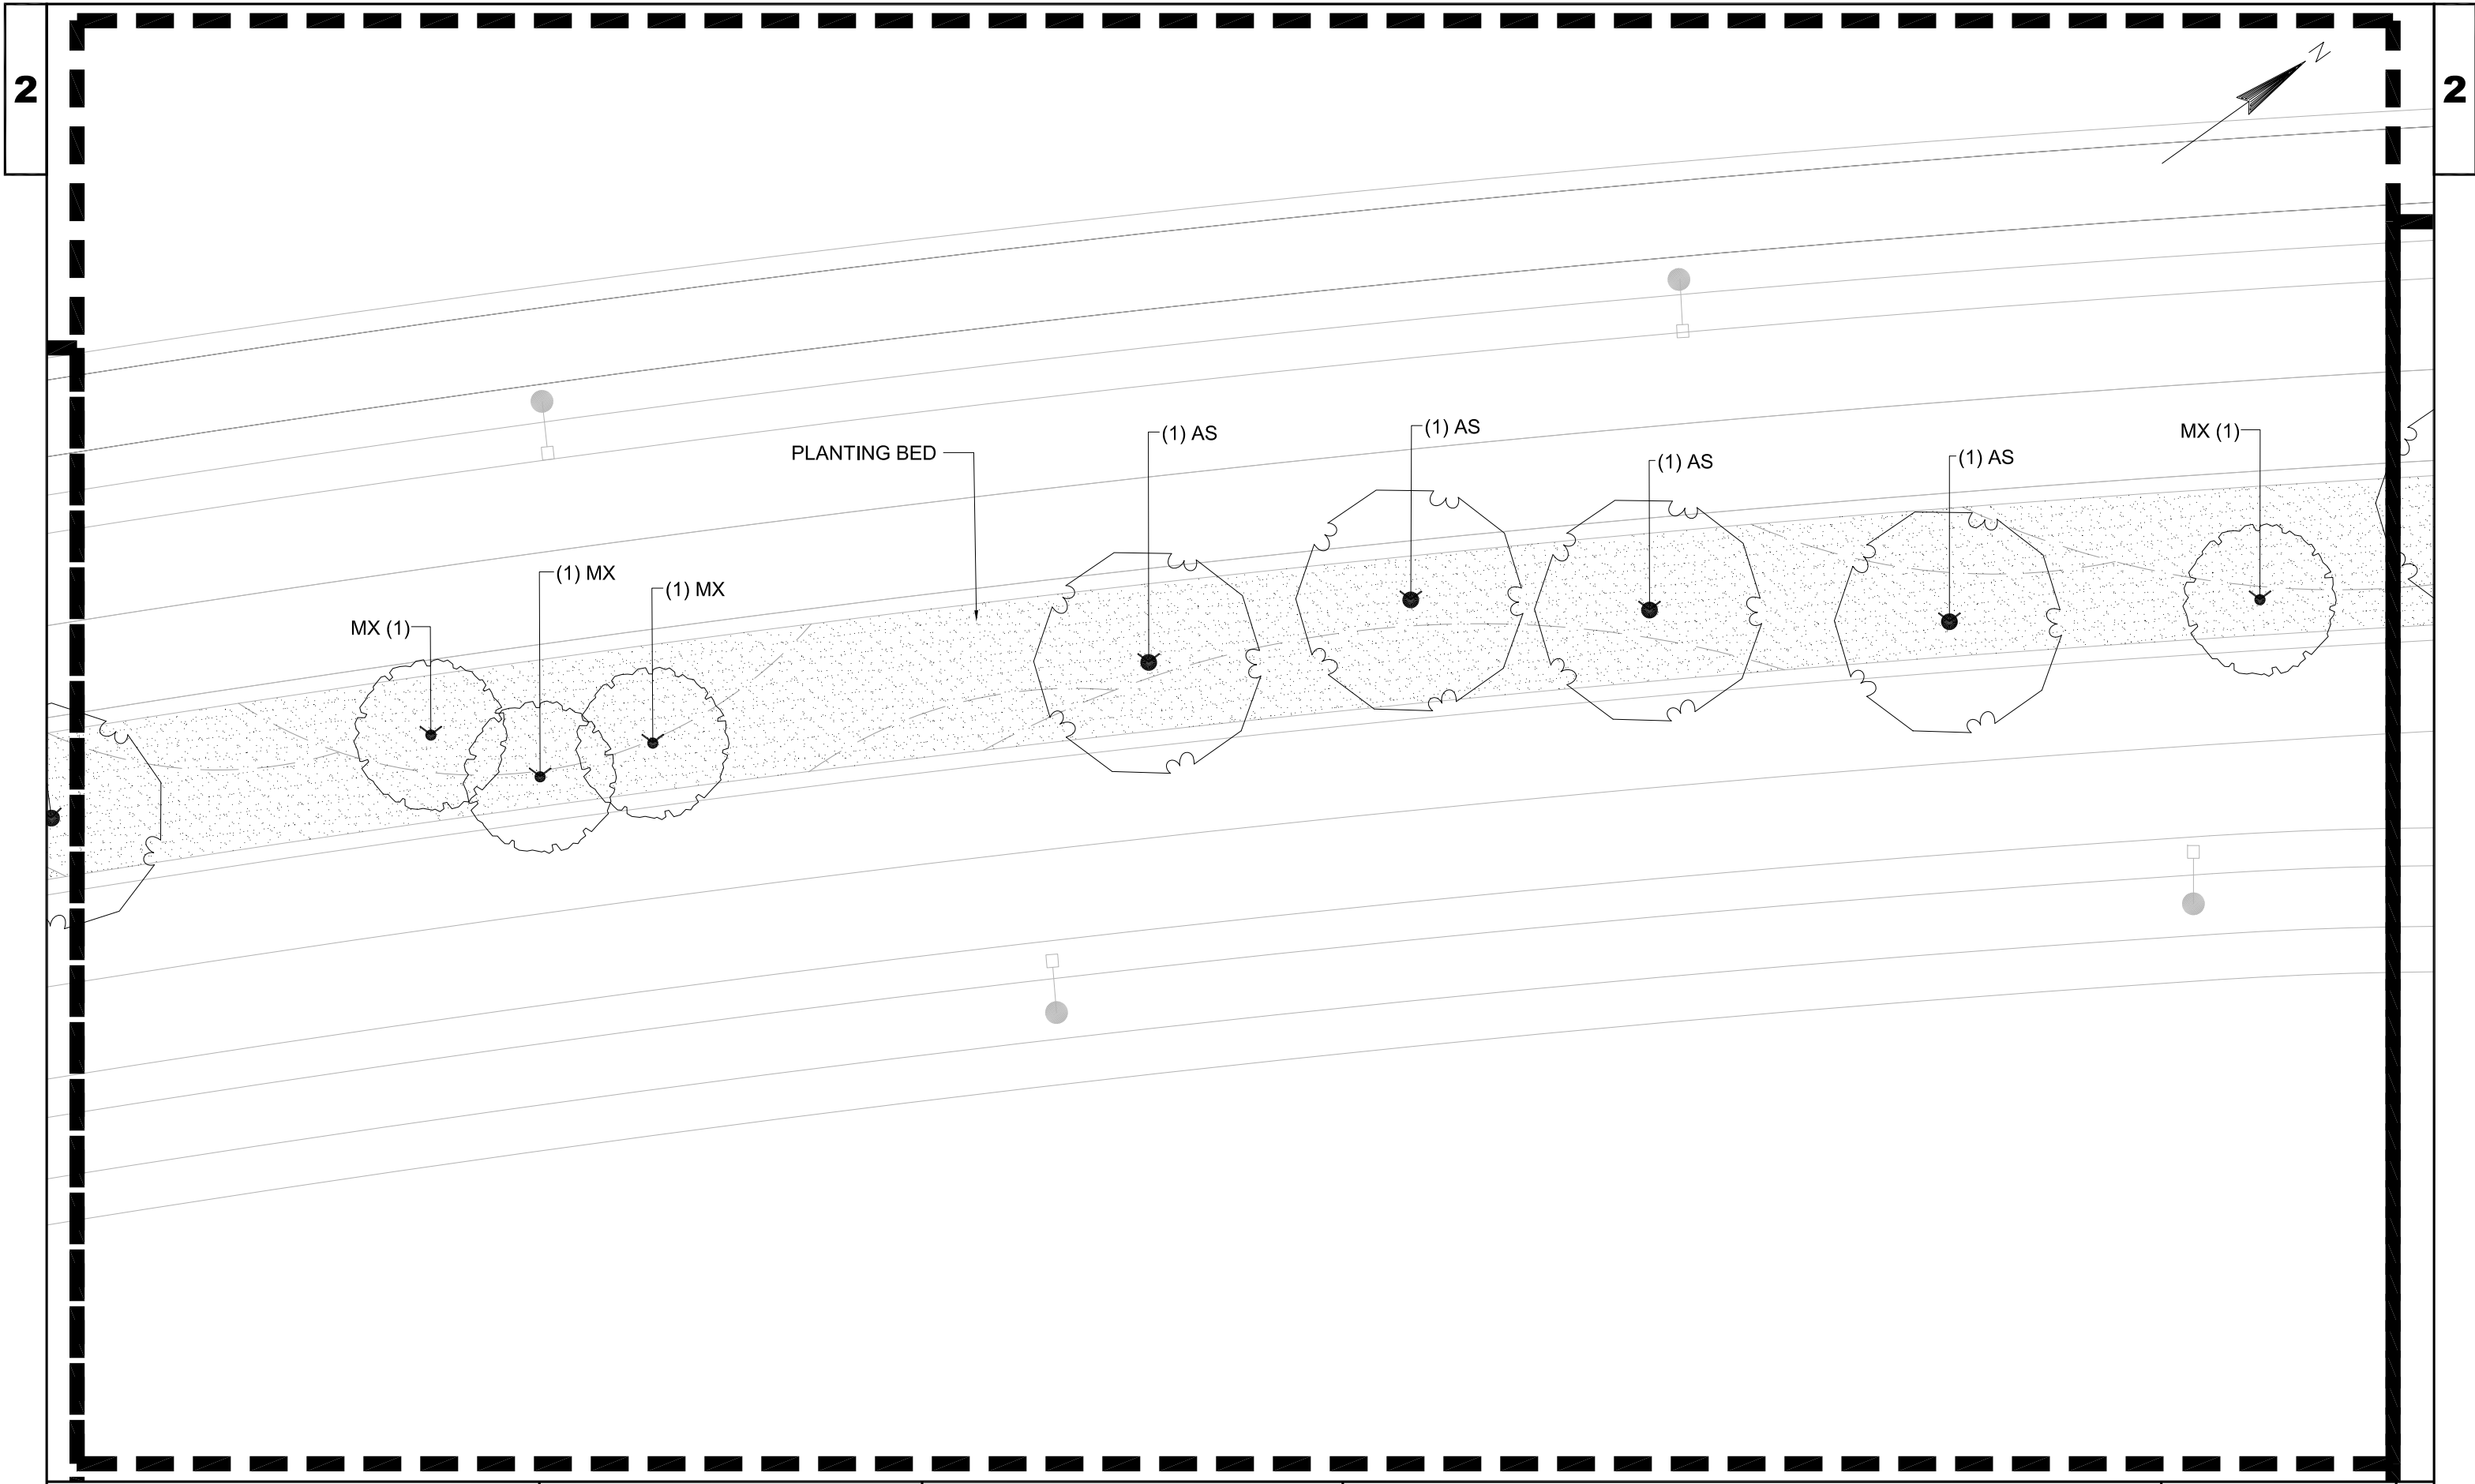 2
2
N
(1) AS
(1) AS
MX (1)
PLANTING BED
(1) AS
(1) AS
(1) MX
(1) MX
MX (1)